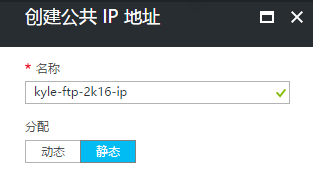 创建公共 IP 地址
* 名称
kyle-ftp-2k16-ip
分配
动态 静态